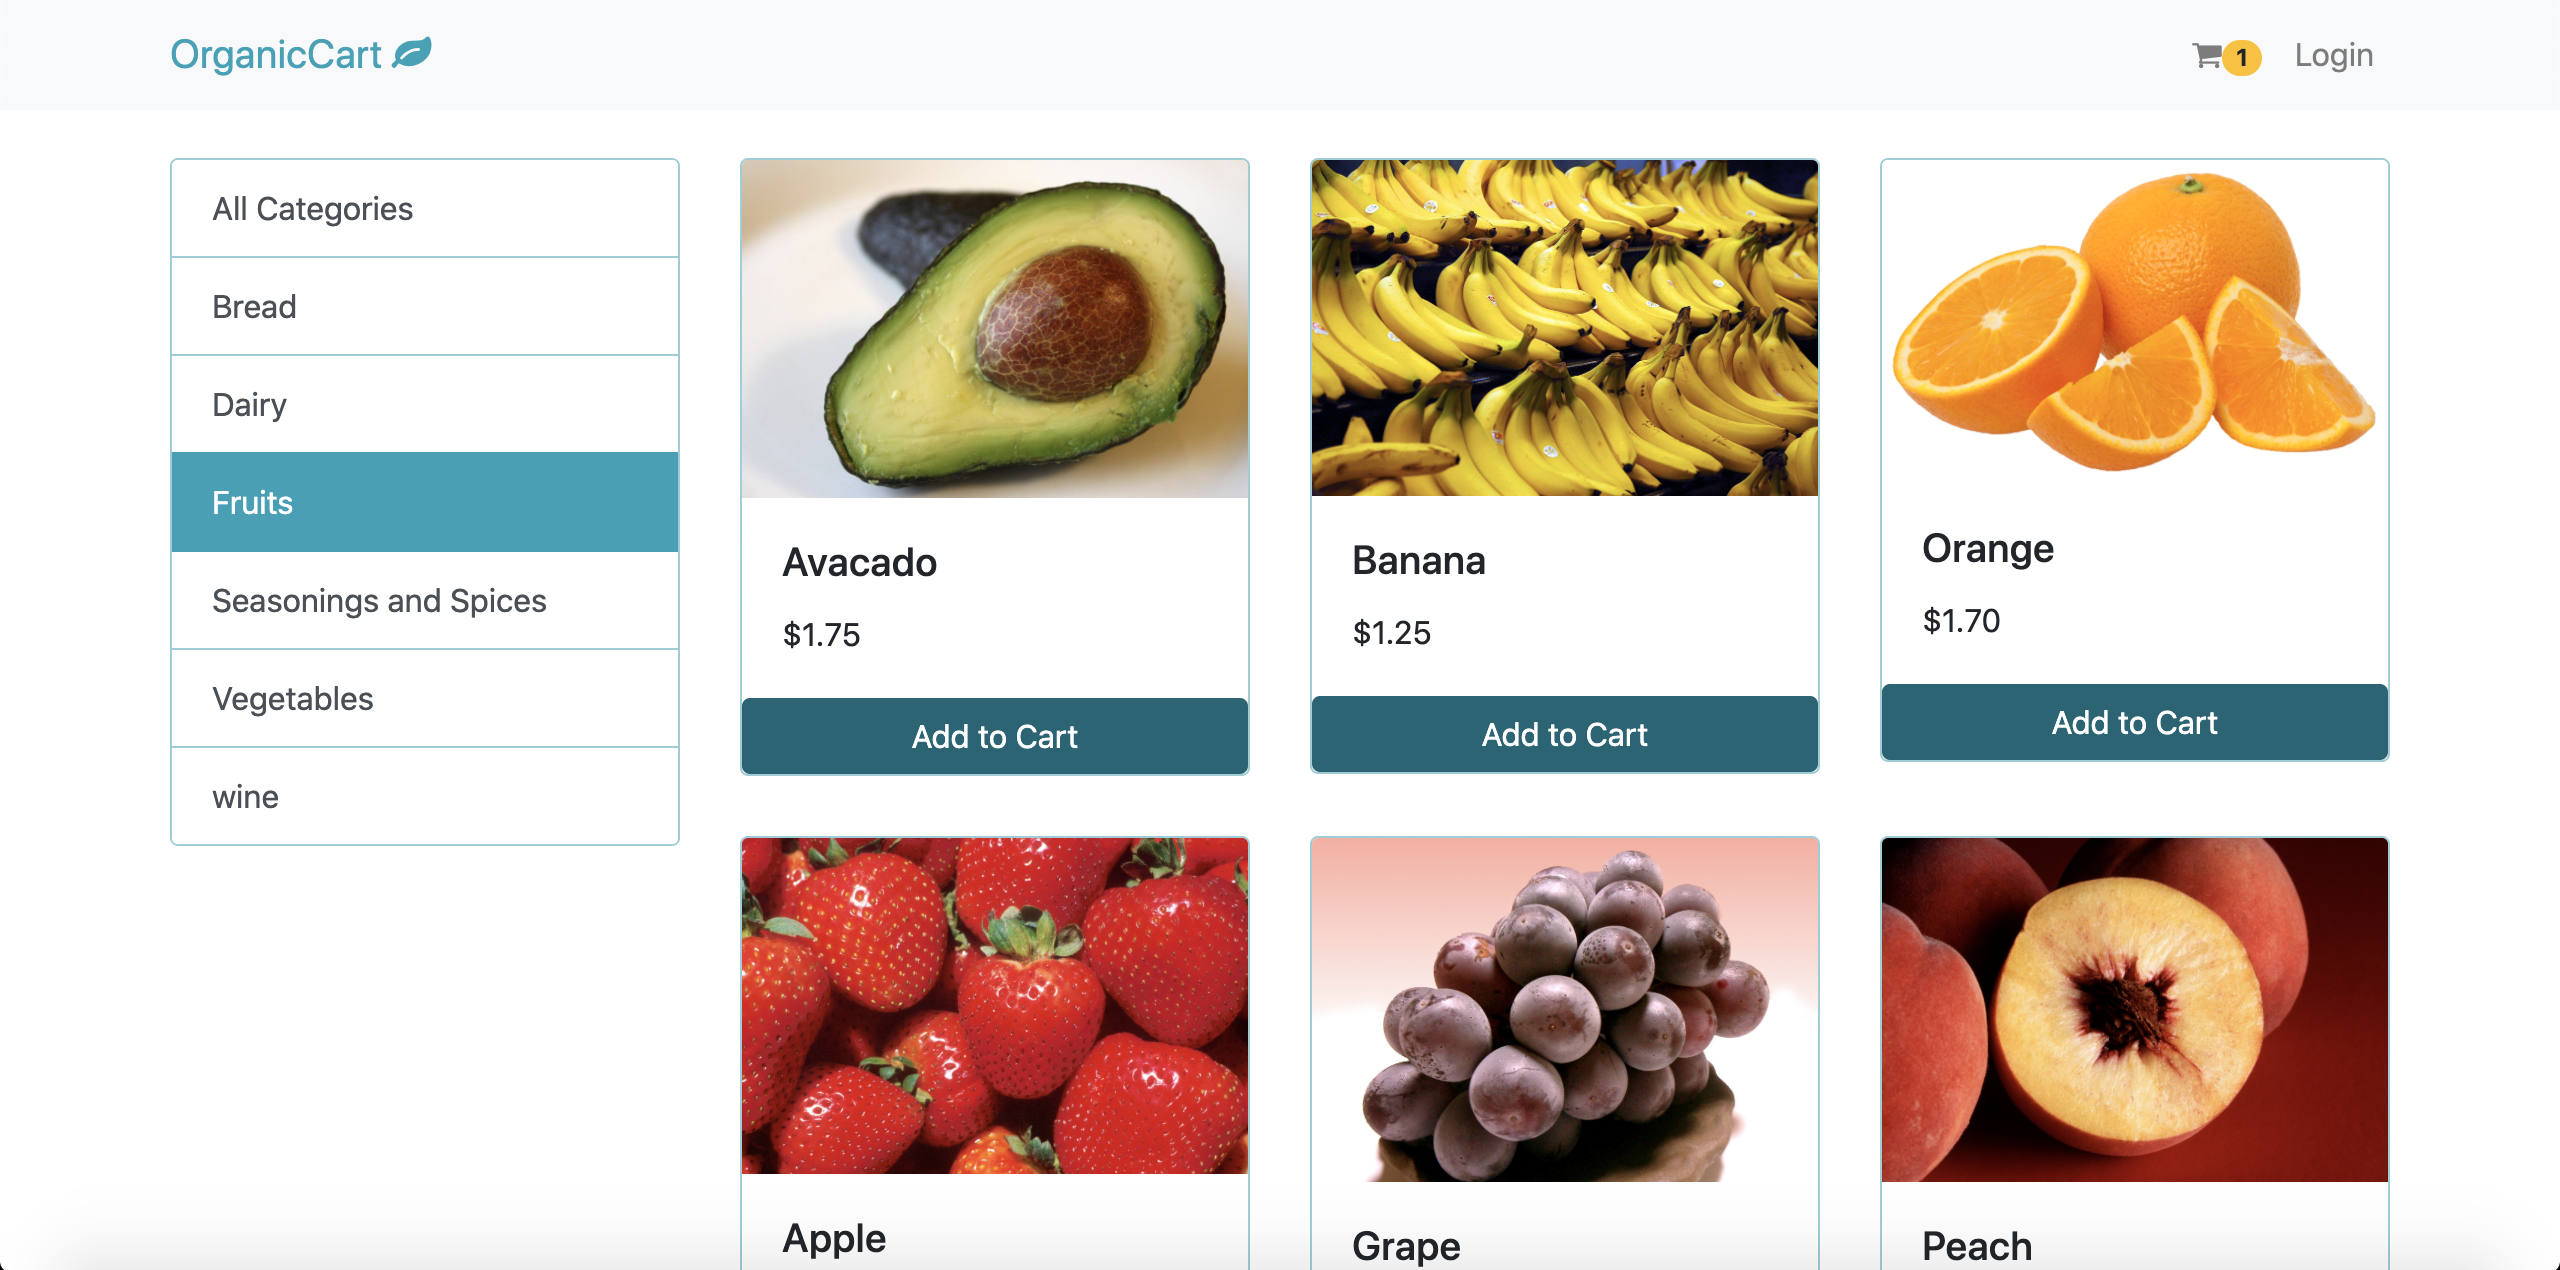 OrganicCart
1 Login
All Categories
Bread
Dairy
Fruits
Seasonings and Spices
Vegetables
wine
Avacado
$1.75
Add to Cart
Banana
$1.25
Add to Cart
Orange
$1.70
Add to Cart
Apple
Grape
Peach